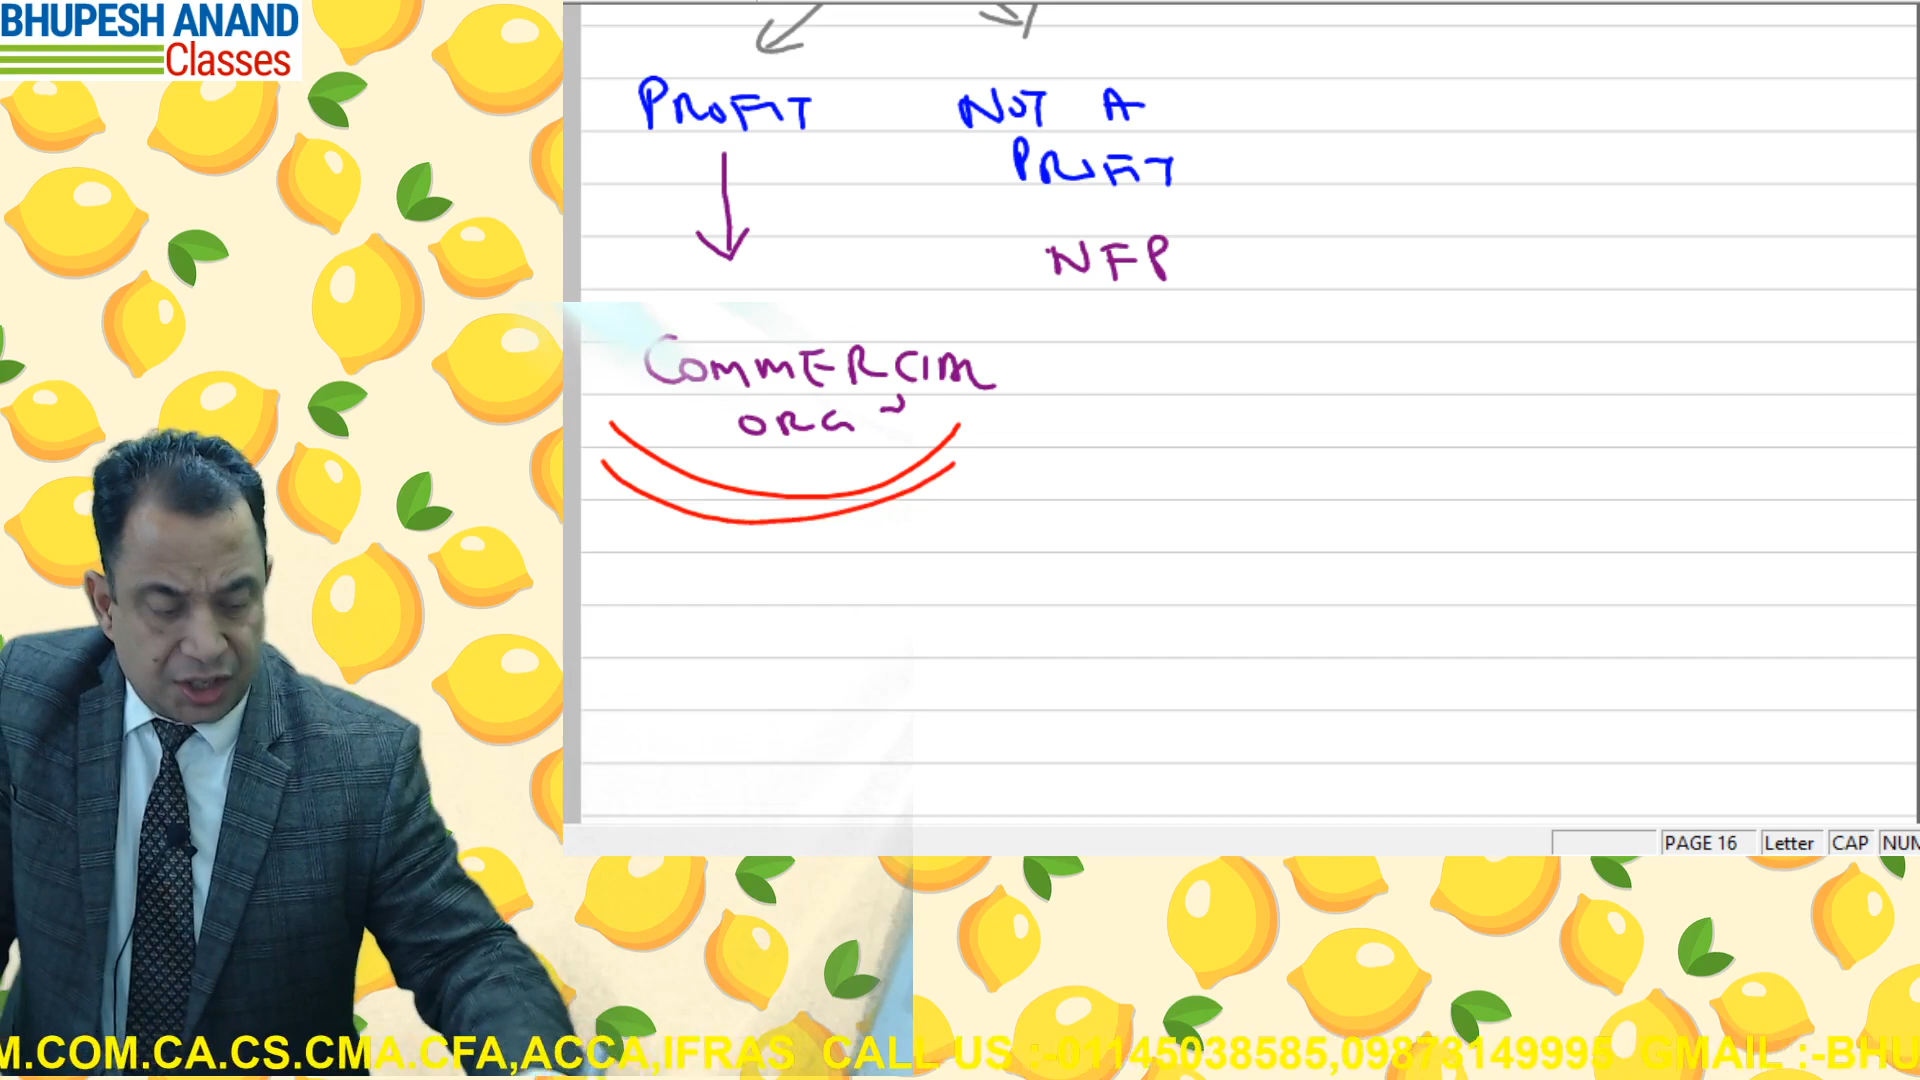 BHUPESH ANAND
Classes
PROFIT
NOT A
PROFIT
NFP
COMMERCIAL
ORG
PAGE 16
Letter
CAP
NUM
M.COM.CA.CS.CMA.CFA,ACCA,IFRAS CALL US :-01145038585,09873149995 GMAIL :-BHU